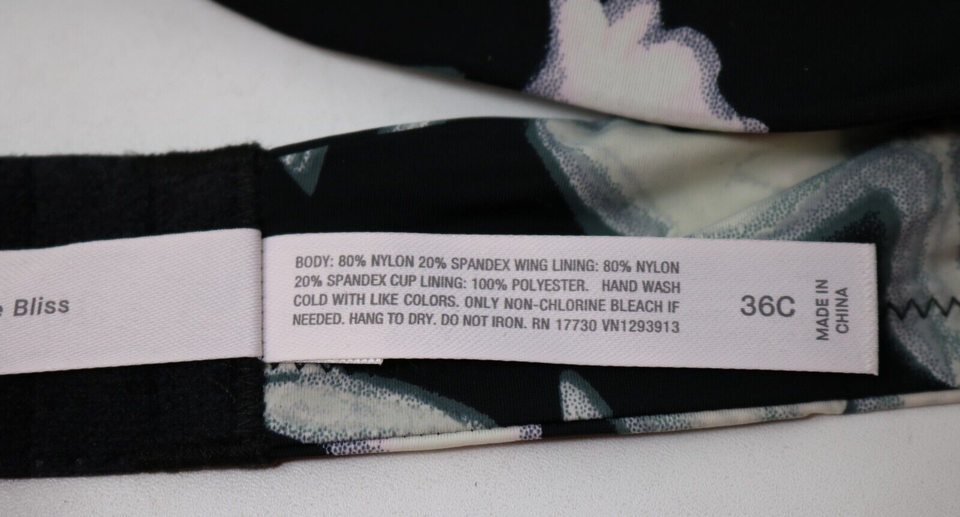 Bliss
BODY: 80% NYLON 20% SPANDEX WING LINING: 80% NYLON
20% SPANDEX CUP LINING: 100% POLYESTER. HAND WASH
COLD WITH LIKE COLORS. ONLY NON-CHLORINE BLEACH IF
NEEDED. HANG TO DRY. DO NOT IRON. RN 17730 VN1293913
36C
MADE IN
CHINA